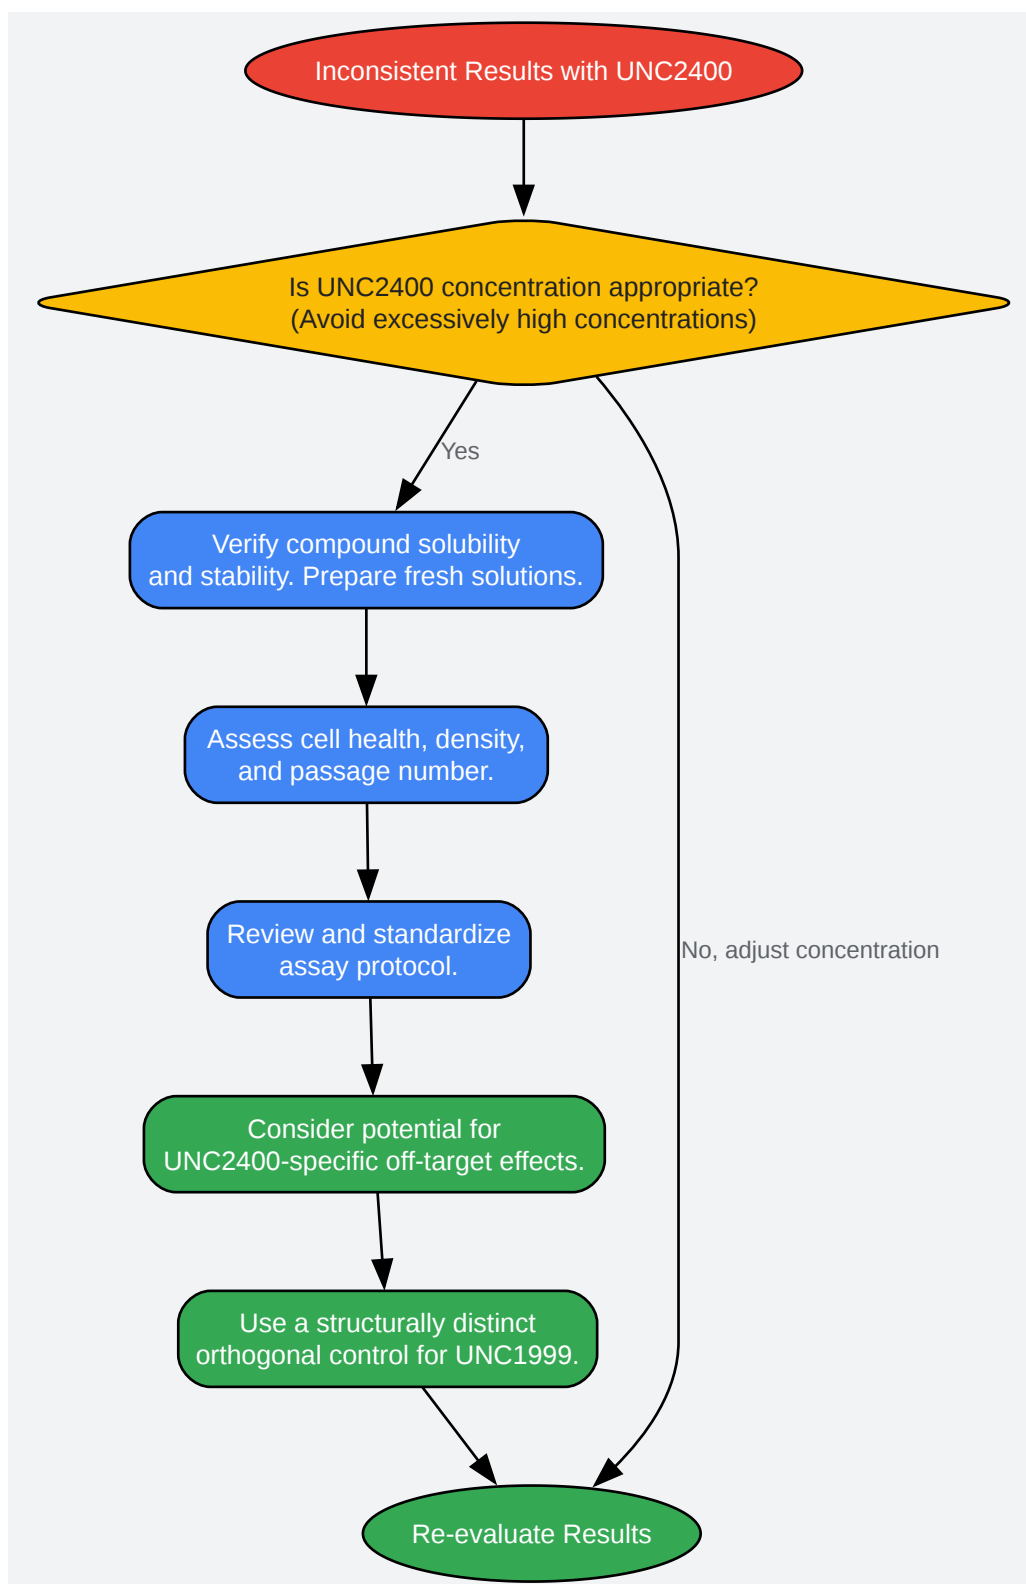 Inconsistent Results with UNC2400
Is UNC2400 concentration appropriate?
(Avoid excessively high concentrations)
Yes
Verify compound solubility
and stability. Prepare fresh solutions.
Assess cell health, density,
and passage number.
Review and standardize
assay protocol.
No, adjust concentration
Consider potential for
UNC2400-specific off-target effects.
Use a structurally distinct
orthogonal control for UNC1999.
Re-evaluate Results